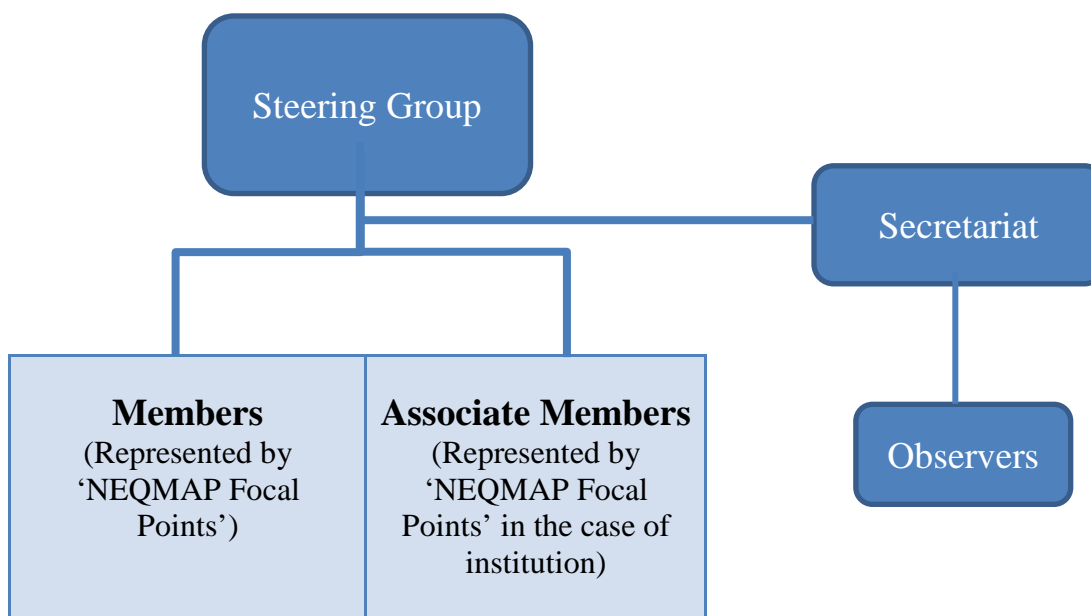 Steering Group
Secretariat
Members
(Represented by
‘NEQMAP Focal
Points’)
Associate Members
(Represented by
‘NEQMAP Focal
Points’ in the case of
institution)
Observers